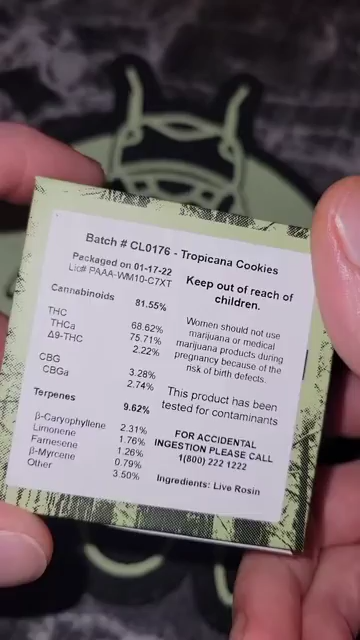 Batch # CL0176 - Tropicana Cookies
Packaged on 01-17-22
Lic# PAAA-WM10-C7XT
Cannabinoids 81.55%
THC 68.62%
THCa 75.71%
Δ9-THC 2.22%
CBG 3.28%
CBGa 2.74%
Terpenes 9.62%
β-Caryophyllene 2.31%
Limonene 1.76%
Farnesene 1.26%
β-Myrcene 0.79%
Other 3.50%
Keep out of reach of
children.
Women should not use
marijuana or medical
marijuana products during
pregnancy because of the
risk of birth defects.
This product has been
tested for contaminants
FOR ACCIDENTAL
INGESTION PLEASE CALL
1(800) 222 1222
Ingredients: Live Rosin